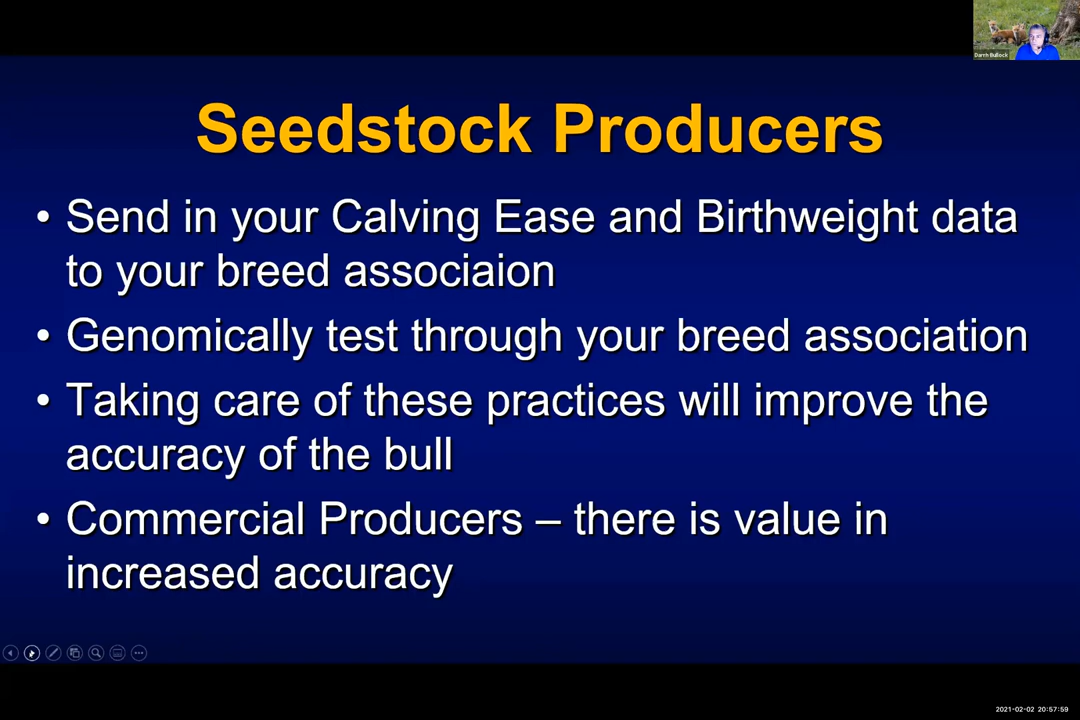 Darrh Bullock
Seedstock Producers
• Send in your Calving Ease and Birthweight data
to your breed associaion
• Genomically test through your breed association
• Taking care of these practices will improve the
accuracy of the bull
• Commercial Producers – there is value in
increased accuracy
2021-02-02 20:57:59